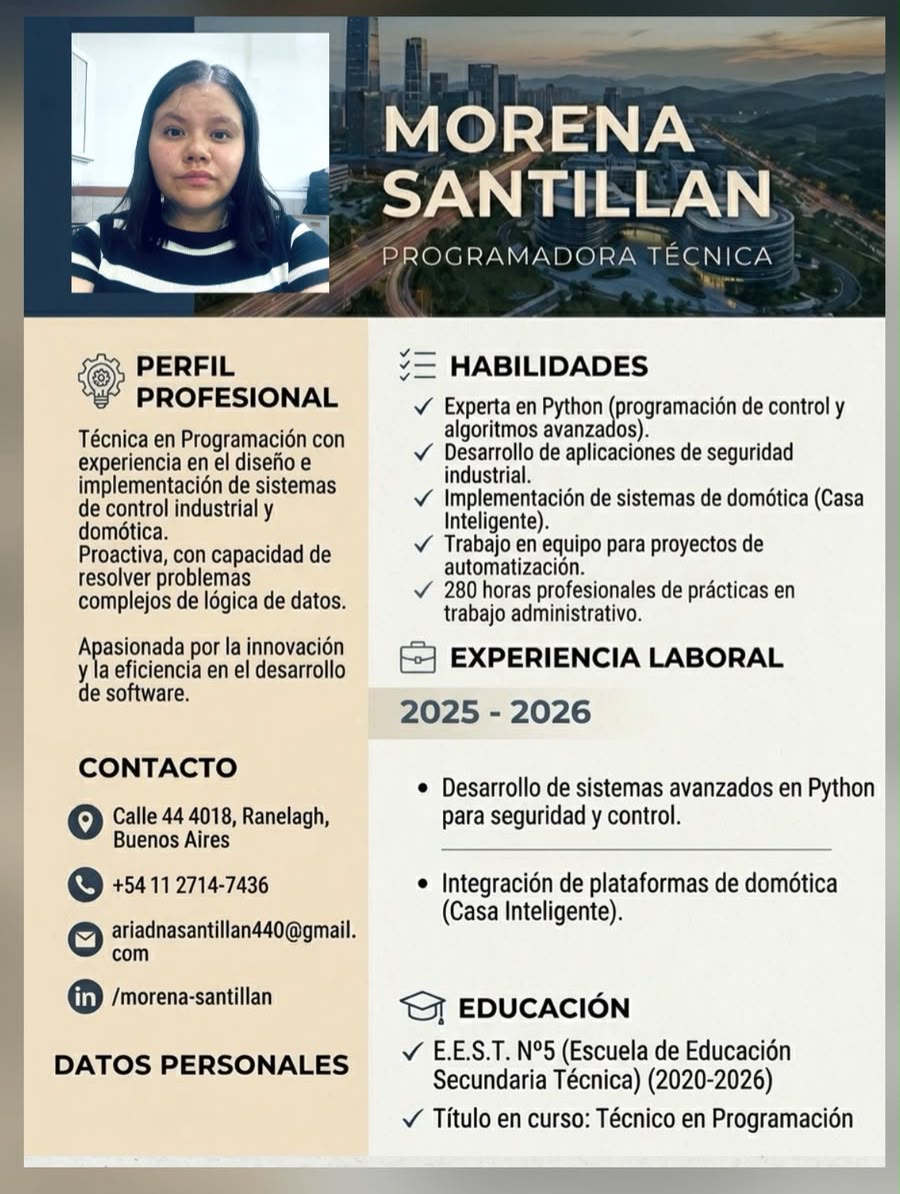 MORENA
SANTILLAN
PROGRAMADORA TÉCNICA
PERFIL
PROFESIONAL
Técnica en Programación con
experiencia en el diseño e
implementación de sistemas
de control industrial y
domótica.
Proactiva, con capacidad de
resolver problemas
complejos de lógica de datos.
Apasionada por la innovación
y la eficiencia en el desarrollo
de software.
CONTACTO
Calle 44 4018, Ranelagh,
Buenos Aires
+54 11 2714-7436
ariadnasantillan440@gmail.
com
in /morena-santillan
DATOS PERSONALES
HABILIDADES
Experta en Python (programación de control y
algoritmos avanzados).
Desarrollo de aplicaciones de seguridad
industrial.
Implementación de sistemas de domótica (Casa
Inteligente).
Trabajo en equipo para proyectos de
automatización.
280 horas profesionales de prácticas en
trabajo administrativo.
EXPERIENCIA LABORAL
2025 - 2026
Desarrollo de sistemas avanzados en Python
para seguridad y control.
Integración de plataformas de domótica
(Casa Inteligente).
EDUCACIÓN
E.E.S.T. Nº5 (Escuela de Educación
Secundaria Técnica) (2020-2026)
Título en curso: Técnico en Programación